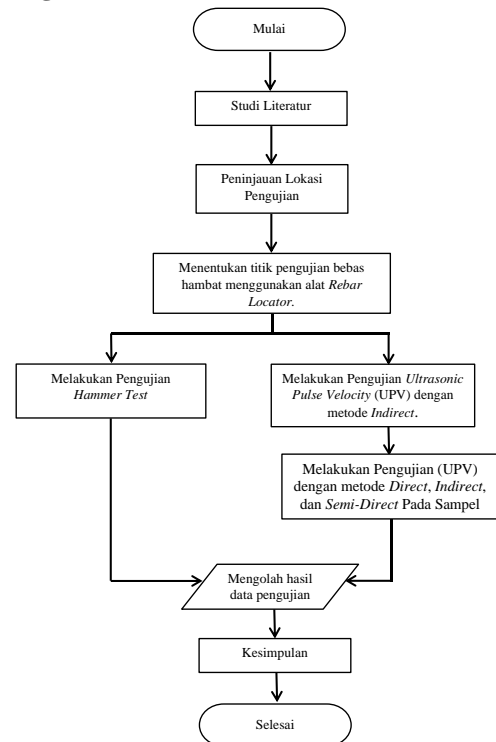 Mulai
Studi Literatur
Peninjauan Lokasi
Pengujian
Menentukan titik pengujian bebas
hambat menggunakan alat Rebar
Locator.
Melakukan Pengujian
Hammer Test
Melakukan Pengujian Ultrasonic
Pulse Velocity (UPV) dengan
metode Indirect.
Melakukan Pengujian (UPV)
dengan metode Direct, Indirect,
dan Semi-Direct Pada Sampel
Mengolah hasil
data pengujian
Kesimpulan
Selesai